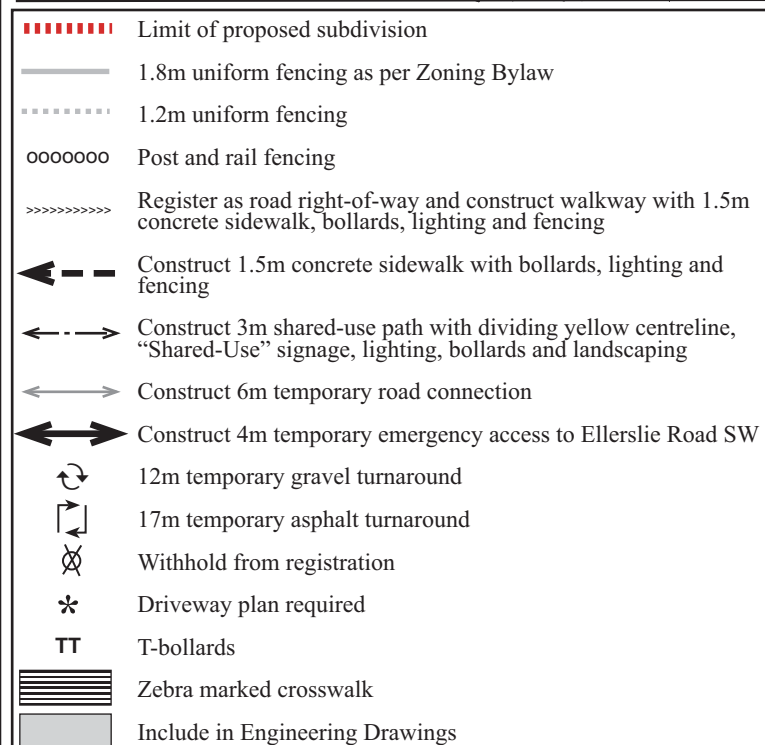 Limit of proposed subdivision
1.8m uniform fencing as per Zoning Bylaw
1.2m uniform fencing
ooooooo Post and rail fencing
>>>>>>>>>>> Register as road right-of-way and construct walkway with 1.5m
concrete sidewalk, bollards, lighting and fencing
Construct 1.5m concrete sidewalk with bollards, lighting and
fencing
Construct 3m shared-use path with dividing yellow centreline,
“Shared-Use” signage, lighting, bollards and landscaping
Construct 6m temporary road connection
Construct 4m temporary emergency access to Ellerslie Road SW
12m temporary gravel turnaround
17m temporary asphalt turnaround
Withhold from registration
* Driveway plan required
TT T-bollards
Zebra marked crosswalk
Include in Engineering Drawings